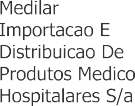 Medilar
Importacao E
Distribuicao De
Produtos Medico
Hospitalares S/a